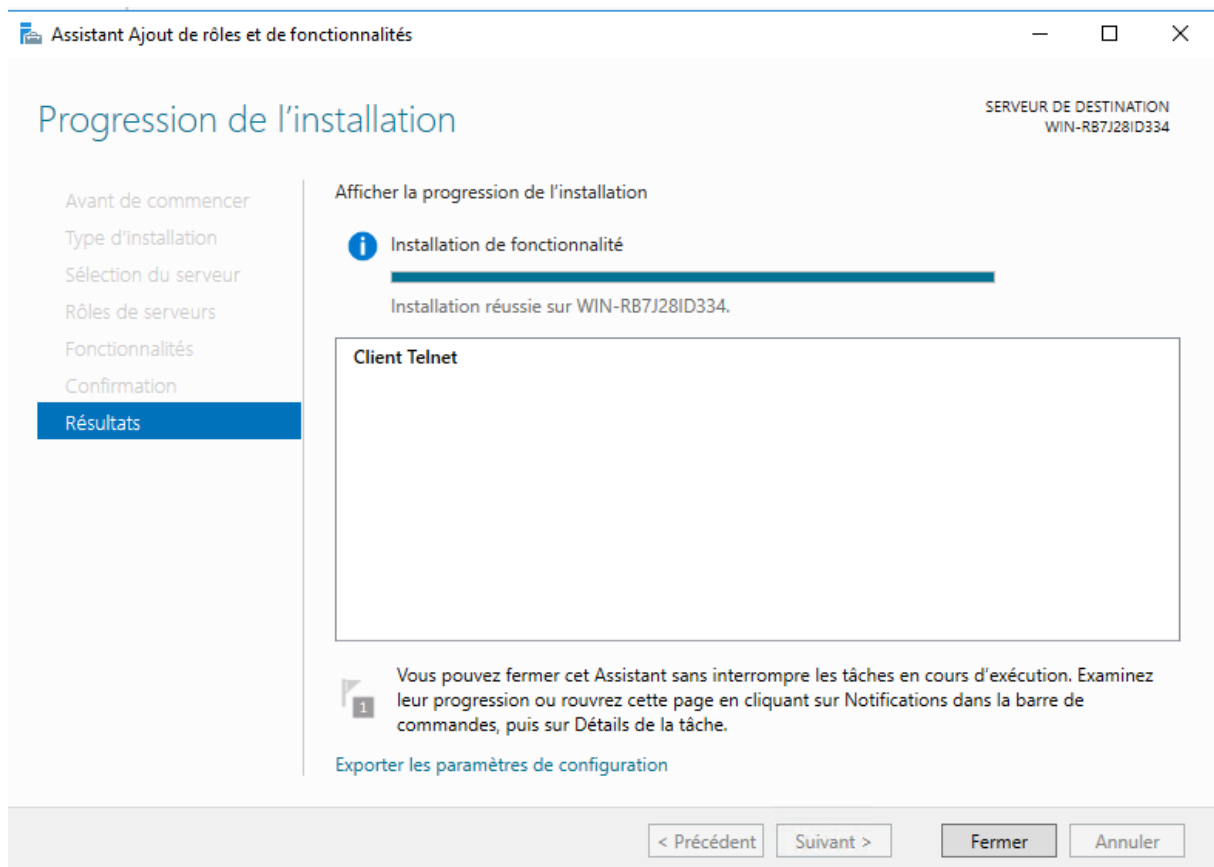 Assistant Ajout de rôles et de fonctionnalités
Progression de l’installation
SERVEUR DE DESTINATION
WIN-RB7J28ID334
Avant de commencer
Type d'installation
Sélection du serveur
Rôles de serveurs
Fonctionnalités
Confirmation
Résultats
Afficher la progression de l’installation
Installation de fonctionnalité
Installation réussie sur WIN-RB7J28ID334.
Client Telnet
1
Vous pouvez fermer cet Assistant sans interrompre les tâches en cours d’exécution. Examinez
leur progression ou rouvrez cette page en cliquant sur Notifications dans la barre de
commandes, puis sur Détails de la tâche.
Exporter les paramètres de configuration
< Précédent
Suivant >
Fermer
Annuler